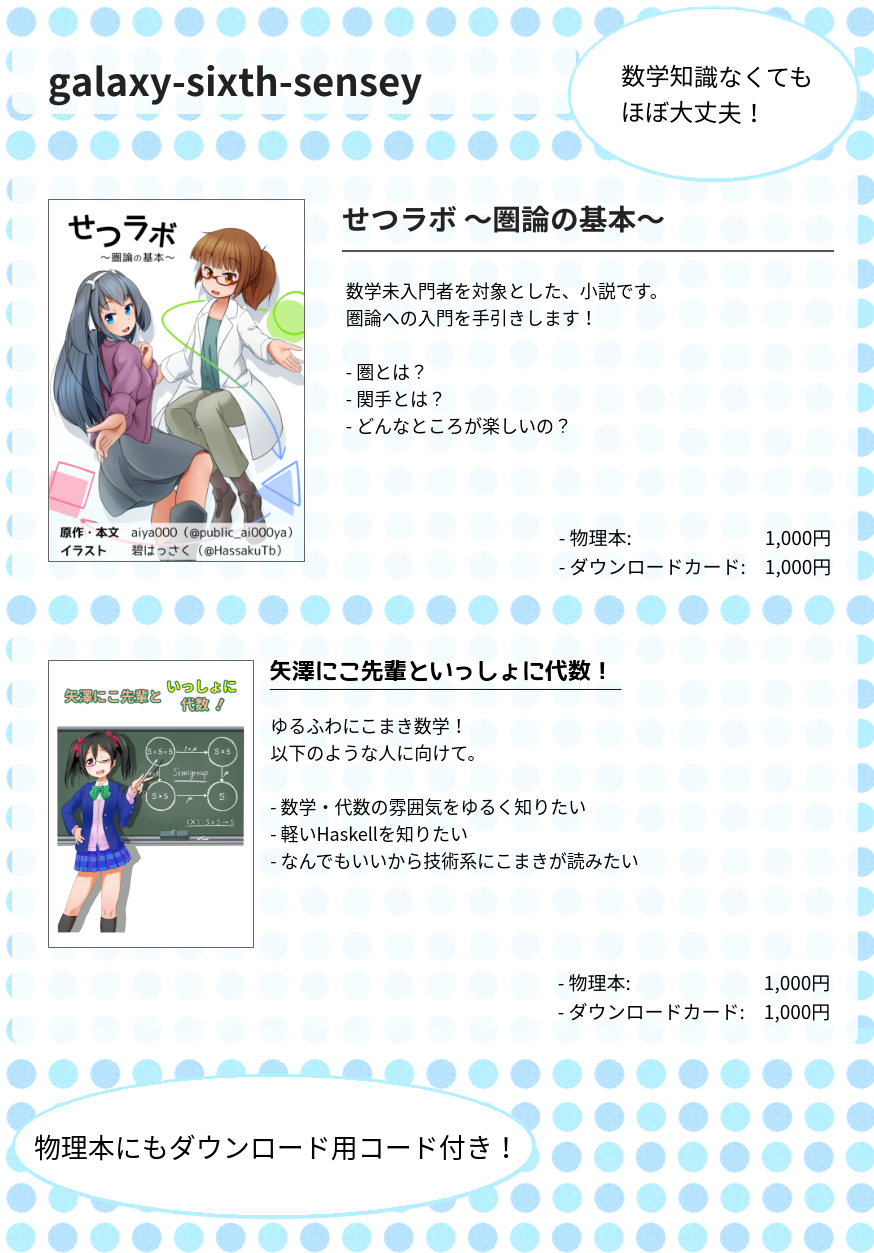 galaxy-sixth-sensey
数学知識なくても
ほぼ大丈夫！
せつラボ
～圏論の基本～
原作・本文 aiya000（@public_ai000ya）
イラスト 碧はっさく（@HassakuTb）
せつラボ ～圏論の基本～
数学未入門者を対象とした、小説です。
圏論への入門を手引きします！
- 圏とは？
- 関手とは？
- どんなところが楽しいの？
- 物理本: 1,000円
- ダウンロードカード: 1,000円
矢澤にこ先輩と いっしょに
代数！
S×S×S
1×μ
S×S
Semigroup
μ
S×S
μ
S
(X): S×S→S
矢澤にこ先輩といっしょに代数！
ゆるふわにこまき数学！
以下のような人に向けて。
- 数学・代数の雰囲気をゆるく知りたい
- 軽いHaskellを知りたい
- なんでもいいから技術系にこまきが読みたい
- 物理本: 1,000円
- ダウンロードカード: 1,000円
物理本にもダウンロード用コード付き！